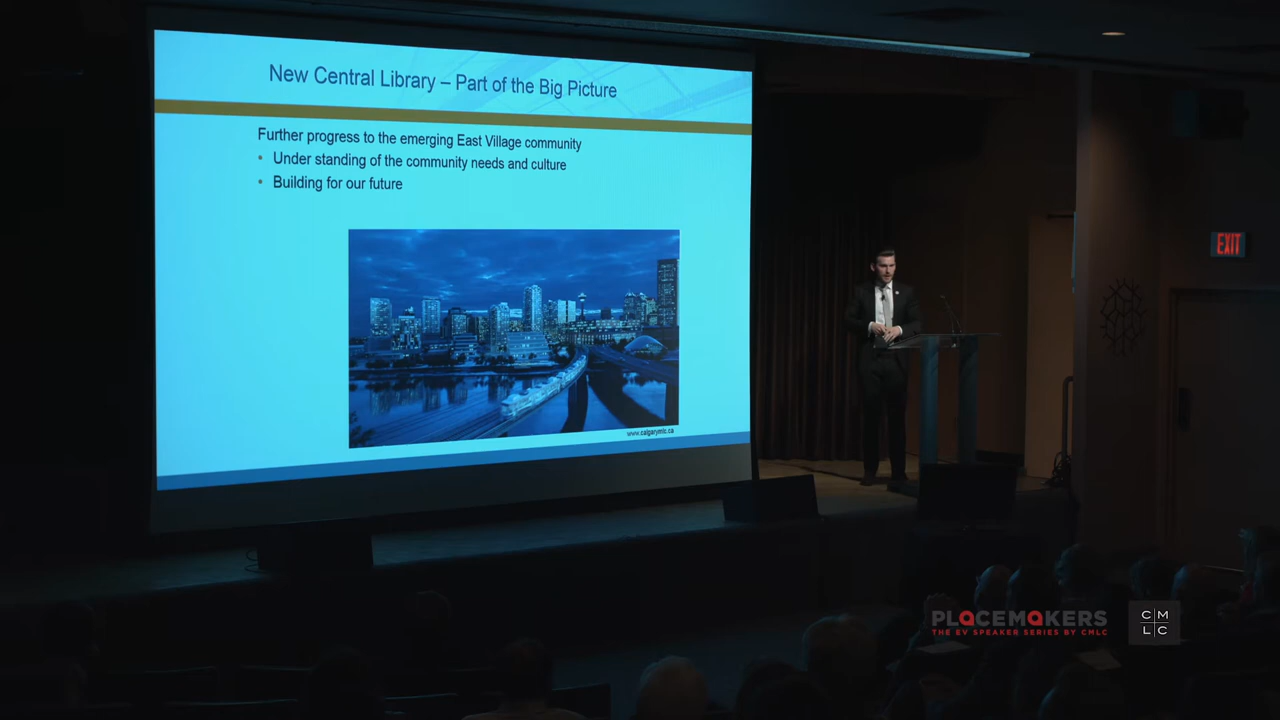 New Central Library – Part of the Big Picture
Further progress to the emerging East Village community
• Under standing of the community needs and culture
• Building for our future
www.calgarymlc.ca
EXIT
PLACEMAKERS
THE EV SPEAKER SERIES BY CMLC
CM
LC